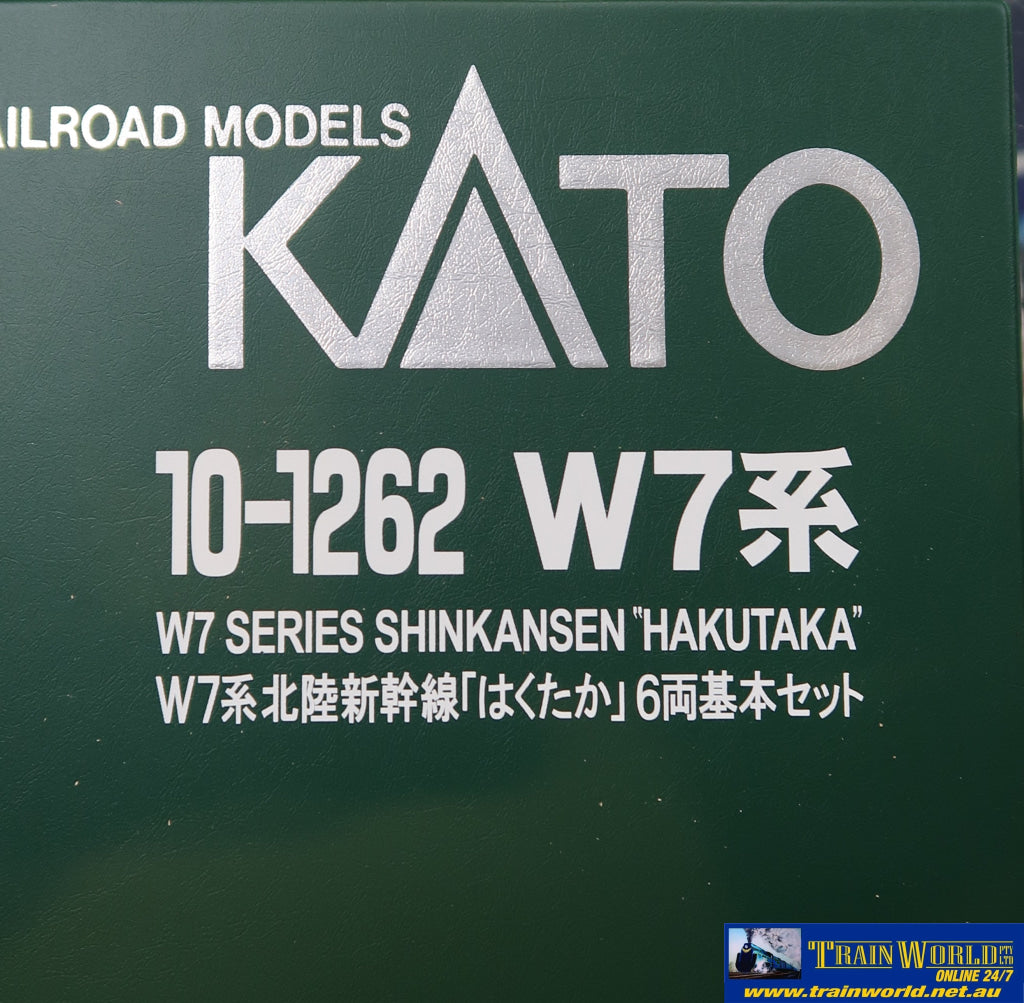 AILROAD MODELS
KATO
10-1262 W7系
W7 SERIES SHINKANSEN "HAKUTAKA"
W7系北陸新幹線「はくたか」6両基本セット
TRAIN WORLD PTY LTD
ONLINE 24/7
www.trainworld.net.au